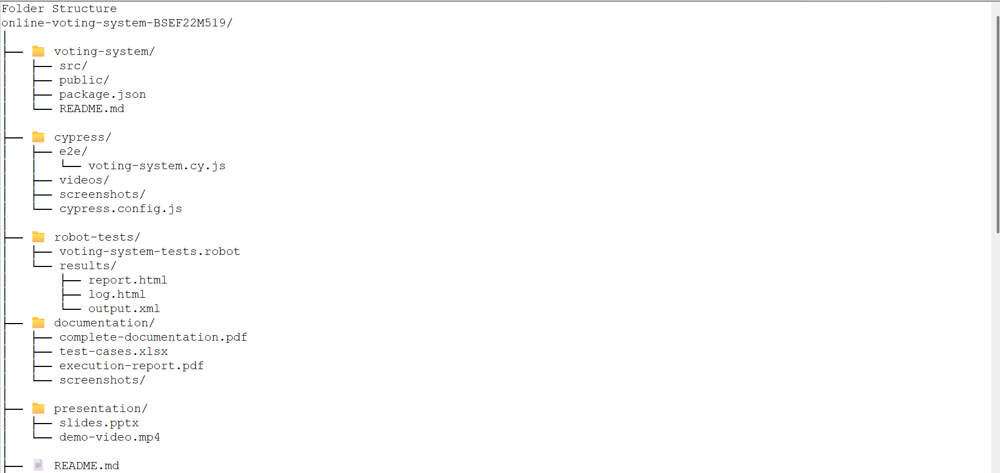 Folder Structure
online-voting-system-BSEF22M519/
│
├── 📁 voting-system/
│   ├── src/
│   ├── public/
│   ├── package.json
│   └── README.md
│
├── 📁 cypress/
│   ├── e2e/
│   │   └── voting-system.cy.js
│   ├── videos/
│   ├── screenshots/
│   └── cypress.config.js
│
├── 📁 robot-tests/
│   ├── voting-system-tests.robot
│   └── results/
│       ├── report.html
│       ├── log.html
│       └── output.xml
├── 📁 documentation/
│   ├── complete-documentation.pdf
│   ├── test-cases.xlsx
│   ├── execution-report.pdf
│   └── screenshots/
│
├── 📁 presentation/
│   ├── slides.pptx
│   └── demo-video.mp4
│
├── 📄 README.md